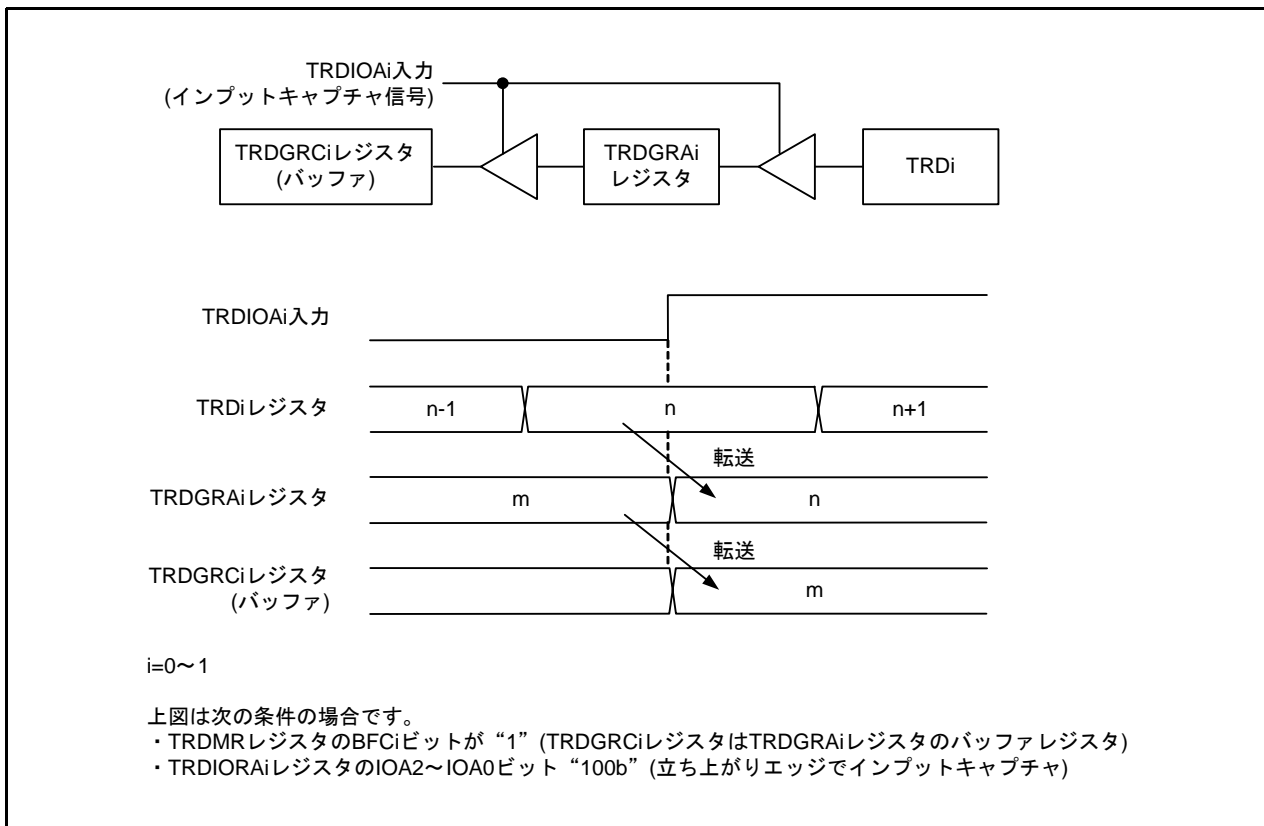 TRDIOAi入力
(インプットキャプチャ信号)
TRDGRCiレジスタ
(バッファ)
TRDGRAi
レジスタ
TRDi
TRDIOAi入力
TRDiレジスタ
n-1
n
n+1
転送
TRDGRAiレジスタ
m
n
転送
TRDGRCiレジスタ
(バッファ)
m
i=0～1
上図は次の条件の場合です。
・TRDMRレジスタのBFCiビットが“1”(TRDGRCiレジスタはTRDGRAiレジスタのバッファレジスタ)
・TRDIORAiレジスタのIOA2～IOA0ビット“100b”(立ち上がりエッジでインプットキャプチャ)